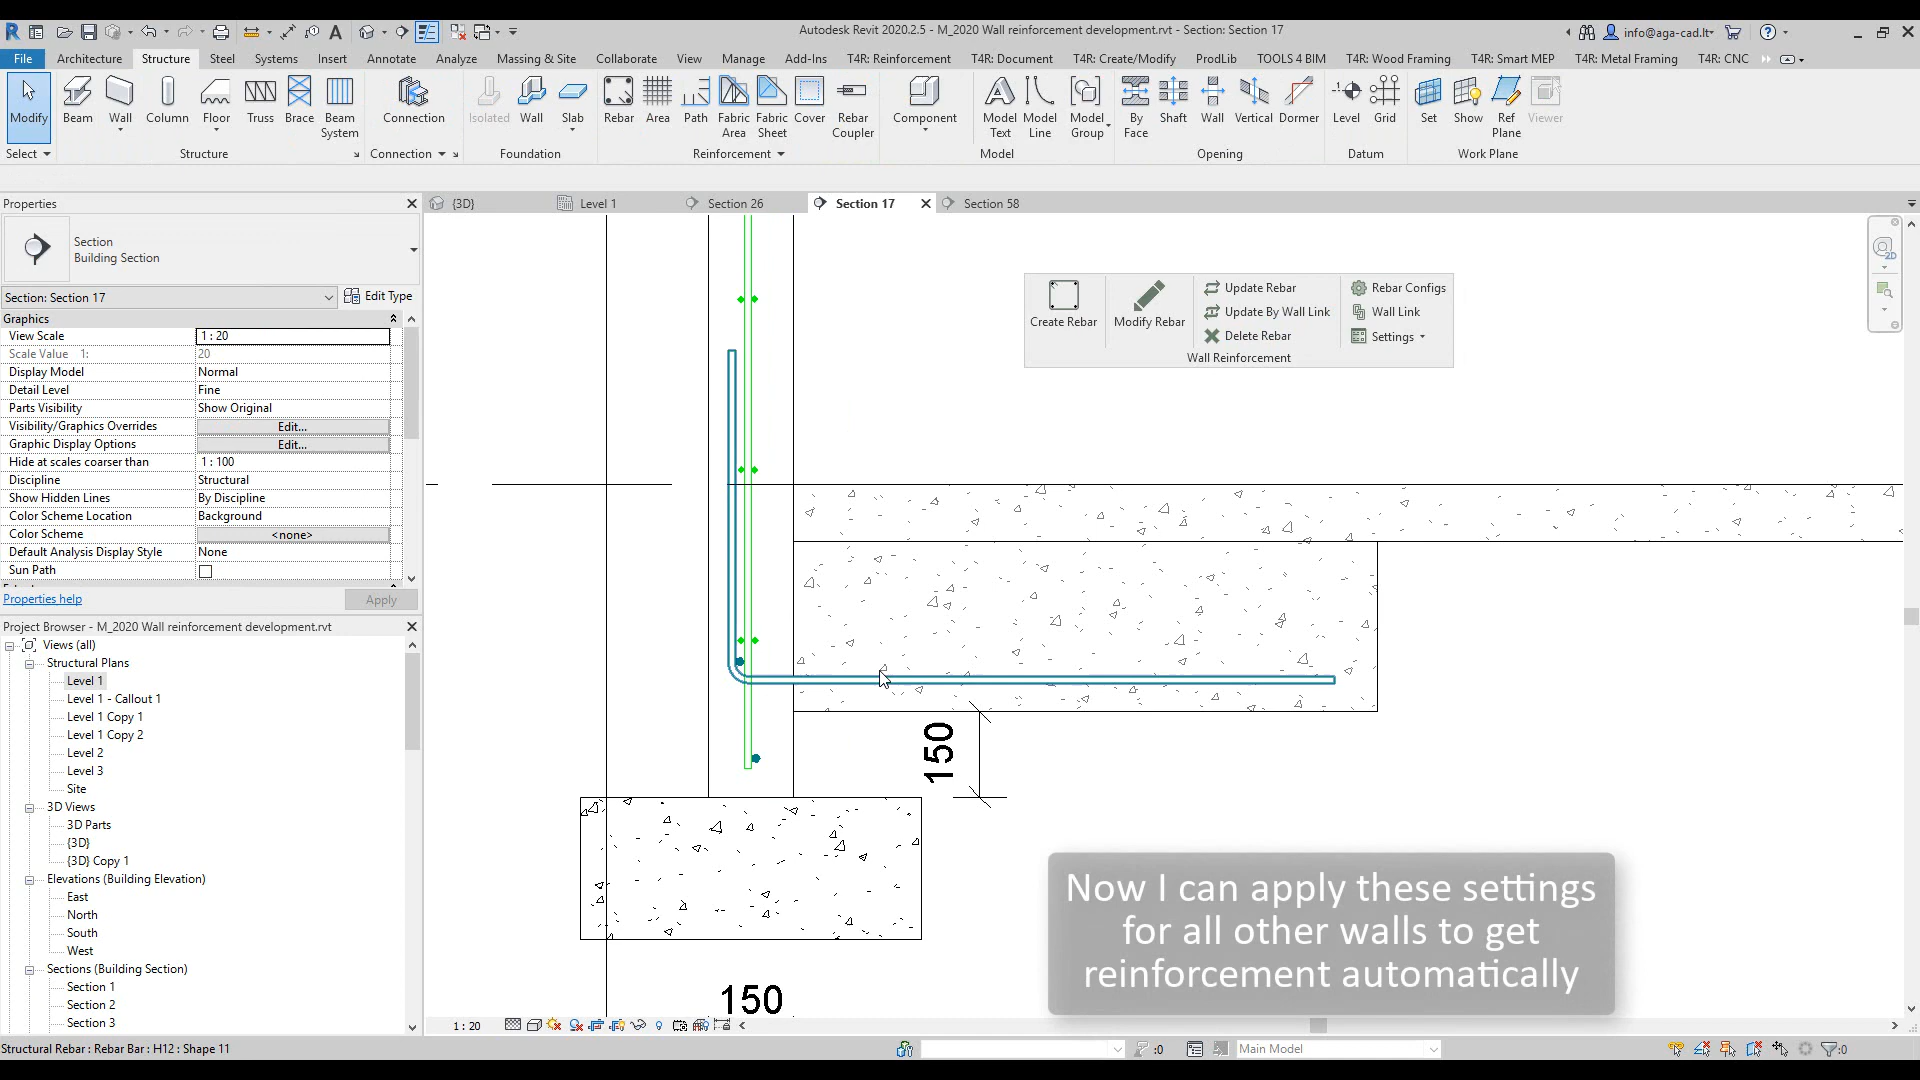 Autodesk Revit 2020.2.5 - M_2020 Wall reinforcement development.rvt - Section: Section 17
info@aga-cad.lt
File Architecture Structure Steel Systems Insert Annotate Analyze Massing & Site Collaborate View Manage Add-Ins T4R: Reinforcement T4R: Document T4R: Create/Modify ProdLib TOOLS 4 BIM T4R: Wood Framing T4R: Smart MEP T4R: Metal Framing T4R: CNC
Modify Beam Wall Column Floor Truss Brace Beam System Connection Isolated Wall Slab Rebar Area Path Fabric Area Fabric Sheet Cover Rebar Coupler Component Model Text Model Line Model Group By Face Shaft Wall Vertical Dormer Level Grid Set Show Ref Plane Viewer
Select Structure Connection Foundation Reinforcement Model Opening Datum Work Plane
Properties
{3D} Level 1 Section 26 Section 17 Section 58
Section
Building Section
Section: Section 17 Edit Type
Graphics
View Scale 1 : 20
Scale Value 1: 20
Display Model Normal
Detail Level Fine
Parts Visibility Show Original
Visibility/Graphics Overrides Edit...
Graphic Display Options Edit...
Hide at scales coarser than 1 : 100
Discipline Structural
Show Hidden Lines By Discipline
Color Scheme Location Background
Color Scheme <none>
Default Analysis Display Style None
Sun Path
Properties help Apply
Project Browser - M_2020 Wall reinforcement development.rvt
Views (all)
Structural Plans
Level 1
Level 1 - Callout 1
Level 1 Copy 1
Level 1 Copy 2
Level 2
Level 3
Site
3D Views
3D Parts
{3D}
{3D} Copy 1
Elevations (Building Elevation)
East
North
South
West
Sections (Building Section)
Section 1
Section 2
Section 3
Create Rebar
Modify Rebar
Update Rebar
Update By Wall Link
Delete Rebar
Rebar Configs
Wall Link
Settings
Wall Reinforcement
2D
150
150
Now I can apply these settings
for all other walls to get
reinforcement automatically
1 : 20
Structural Rebar : Rebar Bar : H12 : Shape 11
:0
Main Model
:0